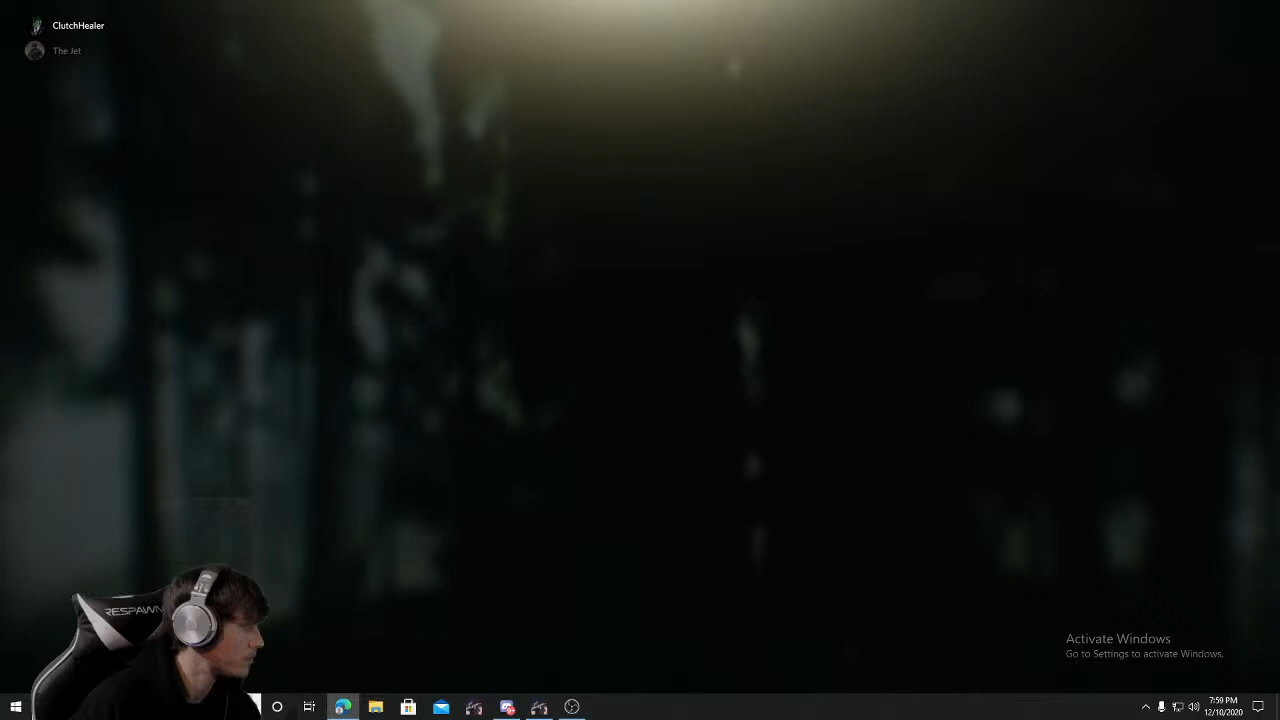 ClutchHealer
The Jet
RESPAWN
Activate Windows
Go to Settings to activate Windows.
7:59 PM
12/10/2020